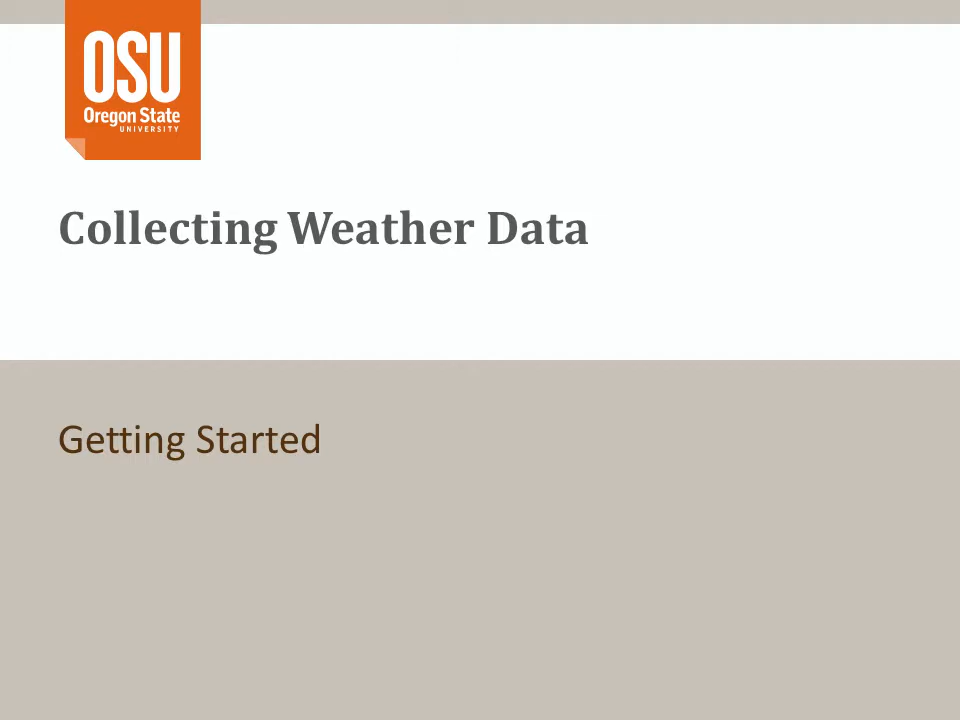 OSU
Oregon State
UNIVERSITY
Collecting Weather Data
Getting Started